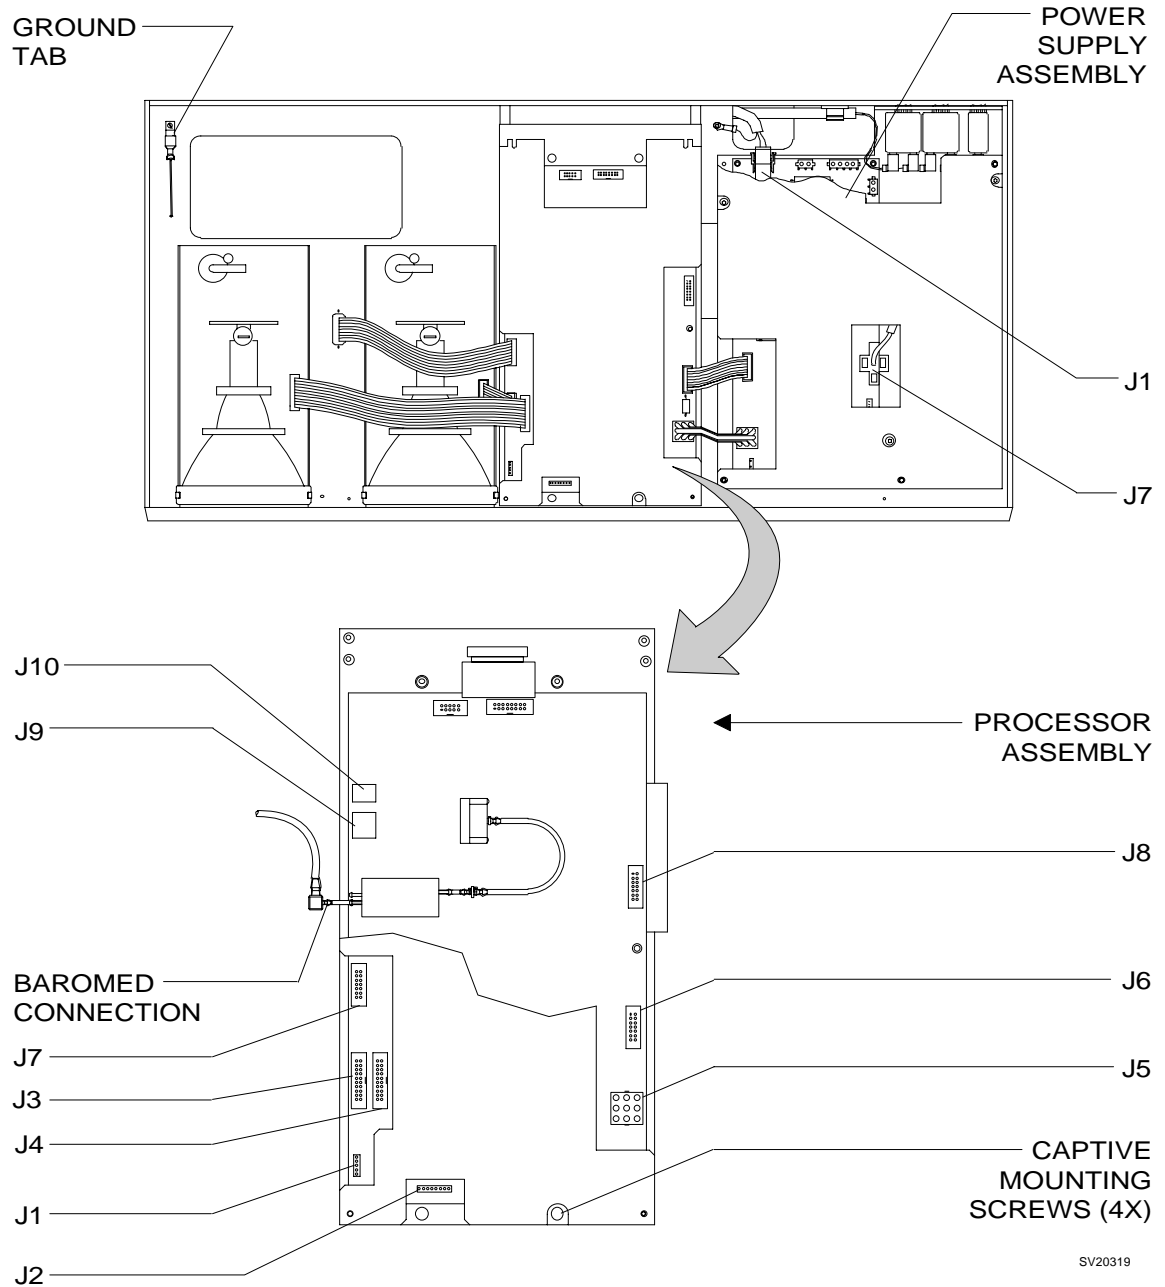 GROUND
TAB
POWER
SUPPLY
ASSEMBLY
J1
J7
J10
J9
PROCESSOR
ASSEMBLY
J8
BAROMED
CONNECTION
J6
J7
J3
J5
J4
CAPTIVE
MOUNTING
SCREWS (4X)
J1
J2
SV20319